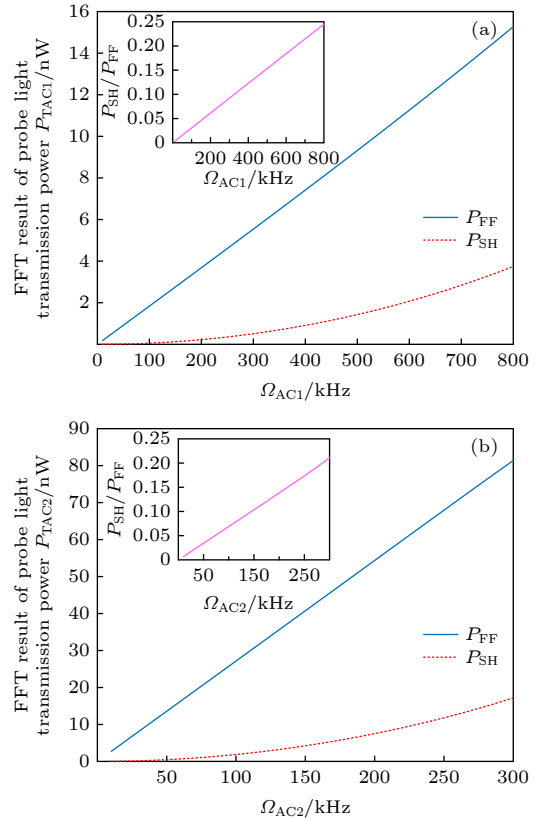 (a)
FFT result of probe light
transmission power P_TAC1/nW
16
14
12
10
8
6
4
2
0 100 200 300 400 500 600 700 800
Ω_AC1/kHz
P_SH/P_FF
0.25
0.20
0.15
0.10
0.05
0
200 400 600 800
Ω_AC1/kHz
P_FF
P_SH
(b)
FFT result of probe light
transmission power P_TAC2/nW
90
80
70
60
50
40
30
20
10
0
50 100 150 200 250 300
Ω_AC2/kHz
P_SH/P_FF
0.25
0.20
0.15
0.10
0.05
0
50 150 250
Ω_AC2/kHz
P_FF
P_SH